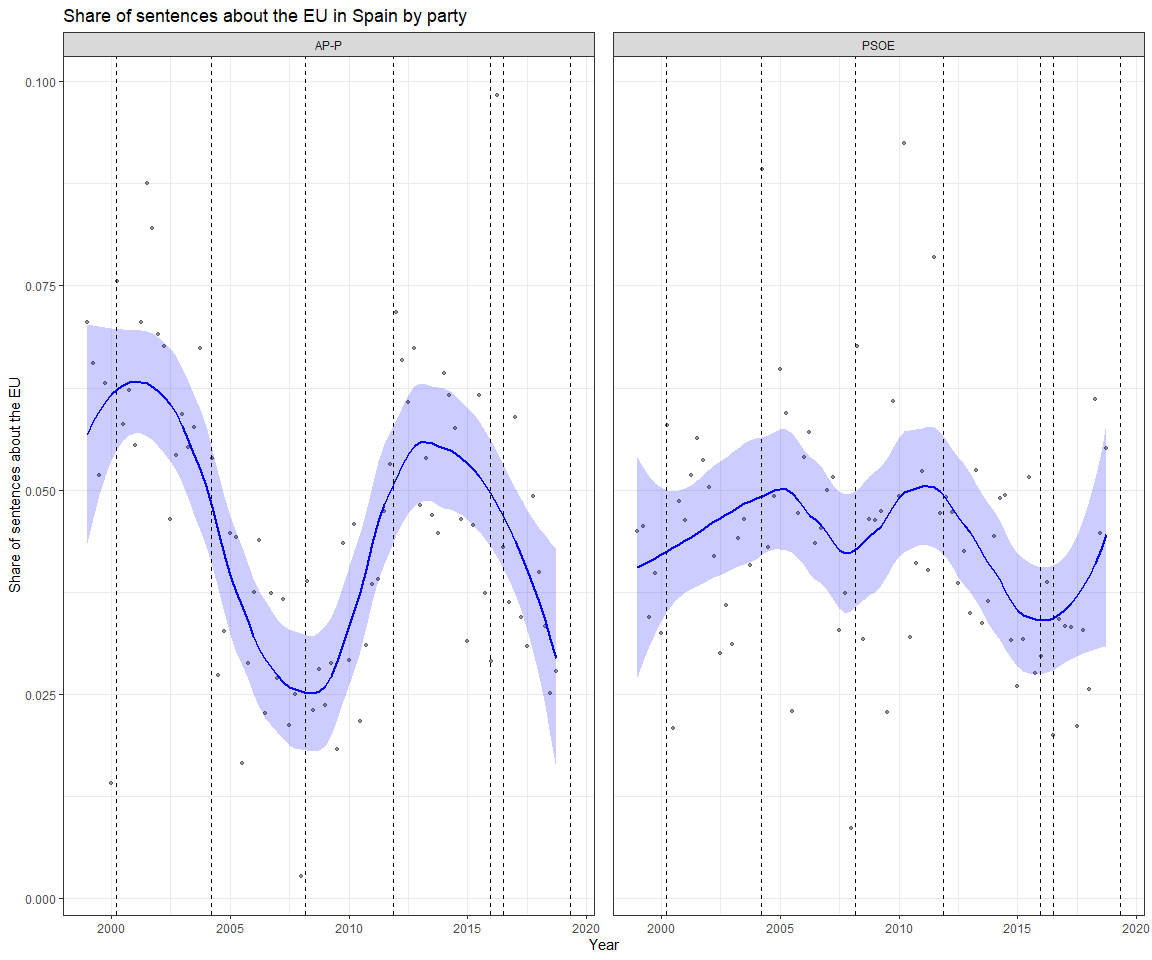 Share of sentences about the EU in Spain by party
AP-P
PSOE
Share of sentences about the EU
0.100
0.075
0.050
0.025
0.000
2000 2005 2010 2015 2020
2000 2005 2010 2015 2020
Year